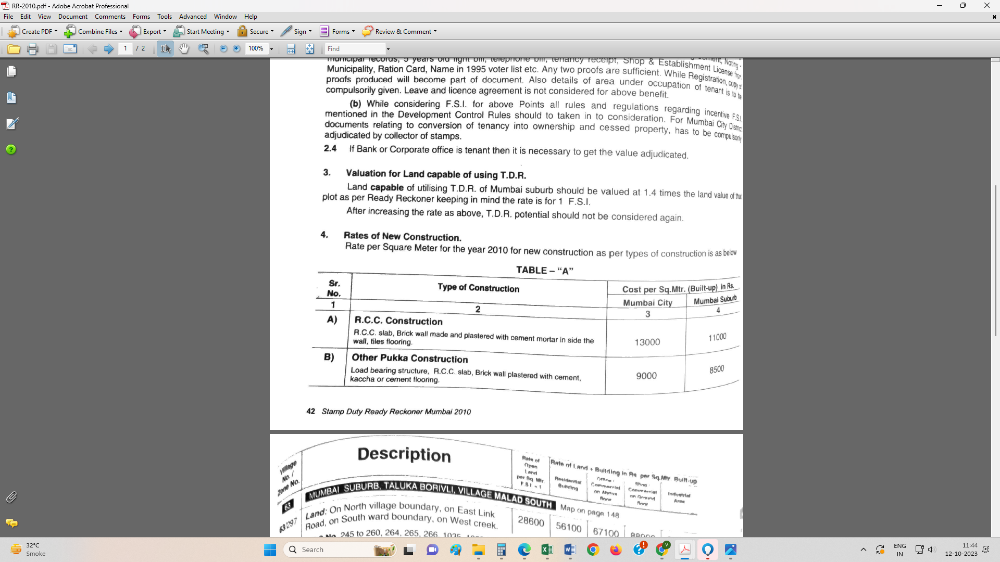 RR-2010.pdf - Adobe Acrobat Professional
File Edit View Document Comments Forms Tools Advanced Window Help
Create PDF Combine Files Export Start Meeting Secure Sign Forms Review & Comment
1 / 2 100% Find
municipal records, 5 years old light bill, telephone bill, tenancy receipt, Shop & Establishment License from
Municipality, Ration Card, Name in 1995 voter list etc. Any two proofs are sufficient. While Registration, copy of
proofs produced will become part of document. Also details of area under occupation of tenant is to be
compulsorily given. Leave and licence agreement is not considered for above benefit.
(b) While considering F.S.I. for above Points all rules and regulations regarding incentive F.S.I.
mentioned in the Development Control Rules should to taken in to consideration. For Mumbai City District
documents relating to conversion of tenancy into ownership and cessed property, has to be compulsorily
adjudicated by collector of stamps.
2.4 If Bank or Corporate office is tenant then it is necessary to get the value adjudicated.
3. Valuation for Land capable of using T.D.R.
Land capable of utilising T.D.R. of Mumbai suburb should be valued at 1.4 times the land value of that
plot as per Ready Reckoner keeping in mind the rate is for 1 F.S.I.
After increasing the rate as above, T.D.R. potential should not be considered again.
4. Rates of New Construction.
Rate per Square Meter for the year 2010 for new construction as per types of construction is as below
TABLE – “A”
Sr. No. Type of Construction Cost per Sq.Mtr. (Built-up) in Rs.
Mumbai City Mumbai Suburb
1 2 3 4
A) R.C.C. Construction
R.C.C. slab, Brick wall made and plastered with cement mortar in side the
wall, tiles flooring. 13000 11000
B) Other Pukka Construction
Load bearing structure, R.C.C. slab, Brick wall plastered with cement,
kaccha or cement flooring. 9000 8500
42 Stamp Duty Ready Reckoner Mumbai 2010
Village No. / Zone No. Description Rate of Open Land per Sq. Mtr. F.S.I - 1 Rate of Land + Building in Rs per Sq.Mtr Built-up
Residential Building Office / Commercial on Above floor Shop / Commercial on Ground floor Industrial Area
63 MUMBAI SUBURB, TALUKA BORIVLI, VILLAGE MALAD SOUTH Map on page 148
63/297 Land: On North village boundary, on East Link
Road, on South ward boundary, on West creek. 28600 56100 67100
245 to 260, 264, 265, 266, 1035,
32°C
Smoke
Search
ENG
IN
11:44
12-10-2023